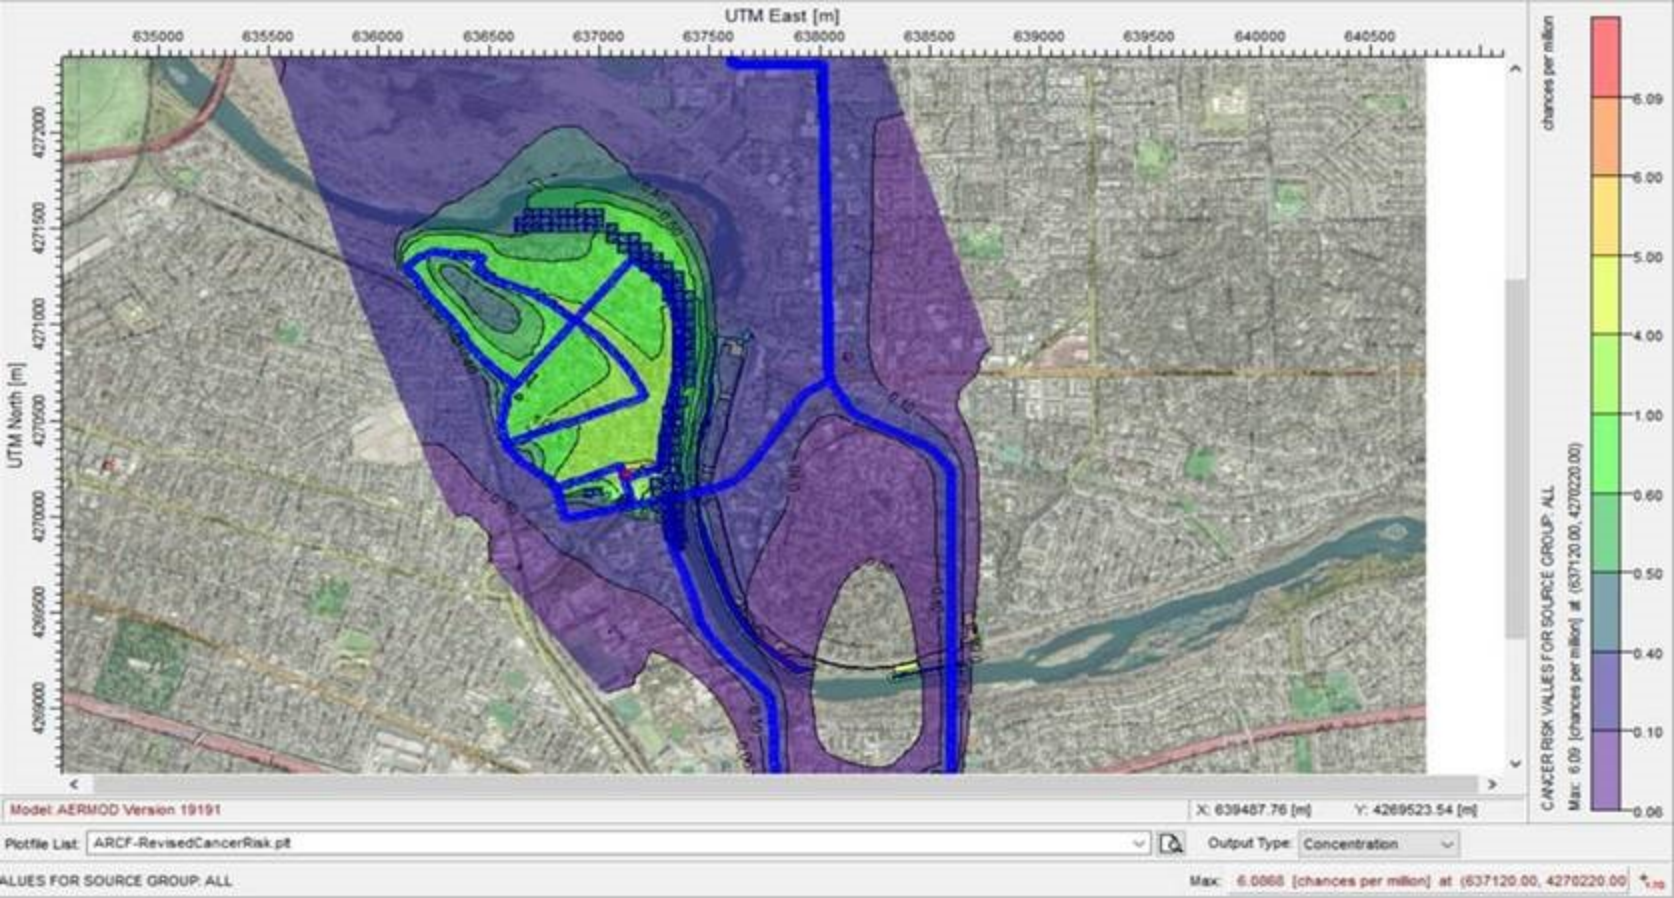 UTM East [m]
635000 635500 636000 636500 637000 637500 638000 638500 639000 639500 640000 640500
UTM North [m]
4272000
4271500
4271000
4270500
4270000
4269500
4269000
chances per million
6.09
6.00
5.00
4.00
1.00
0.60
0.50
0.40
0.10
0.06
CANCER RISK VALUES FOR SOURCE GROUP: ALL
Max: 6.09 [chances per million] at (637120.00, 4270220.00)
Model: AERMOD Version 19191
X: 639487.76 [m] Y: 4269523.54 [m]
Plotfile List: ARCF-RevisedCancerRisk.plt
Output Type: Concentration
ALUES FOR SOURCE GROUP: ALL
Max: 6.0868 [chances per million] at (637120.00, 4270220.00